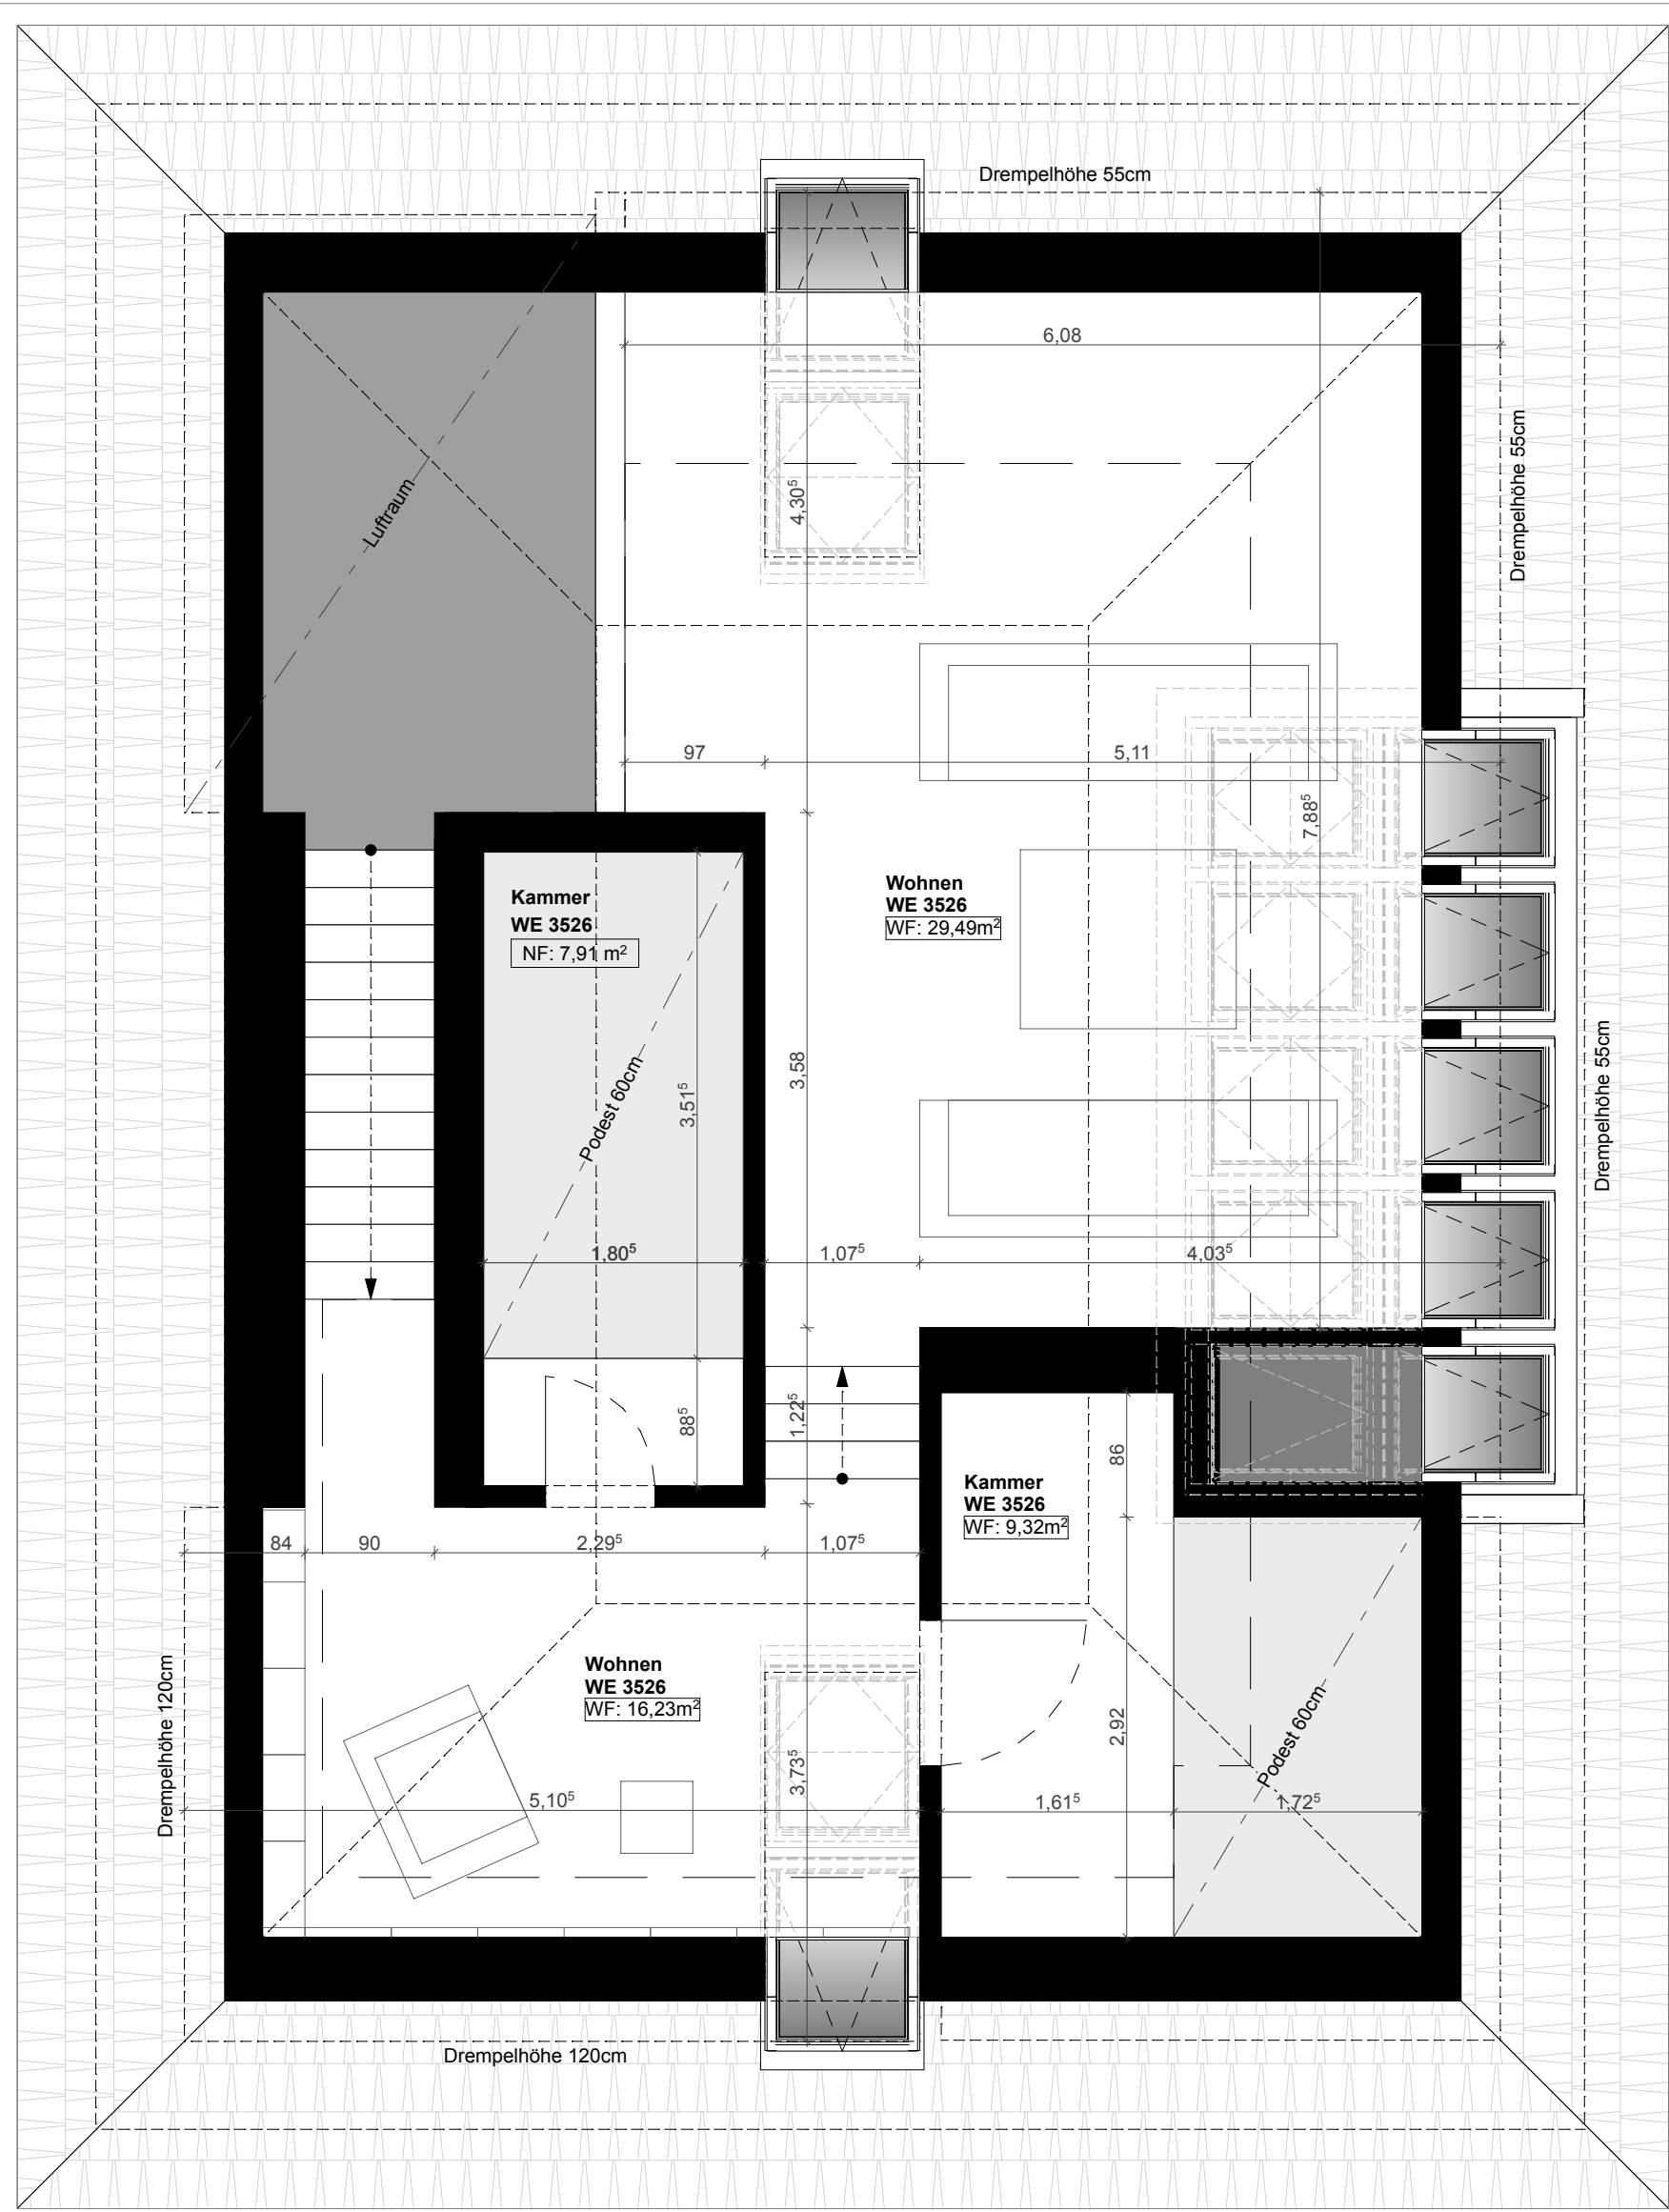 Drempelhöhe 55cm
6,08
Drempelhöhe 55cm
4,30⁵
Luftraum
97
5,11
7,88⁵
Kammer
WE 3526
NF: 7,91 m²
Wohnen
WE 3526
WF: 29,49m²
3,58
3,51⁵
Podest 60cm
Drempelhöhe 55cm
1,80⁵
1,07⁵
4,03⁵
1,22⁵
88⁵
86
Kammer
WE 3526
WF: 9,32m²
84
90
2,29⁵
1,07⁵
Wohnen
WE 3526
WF: 16,23m²
Drempelhöhe 120cm
2,92
Podest 60cm
3,73⁵
5,10⁵
1,61⁵
1,72⁵
Drempelhöhe 120cm